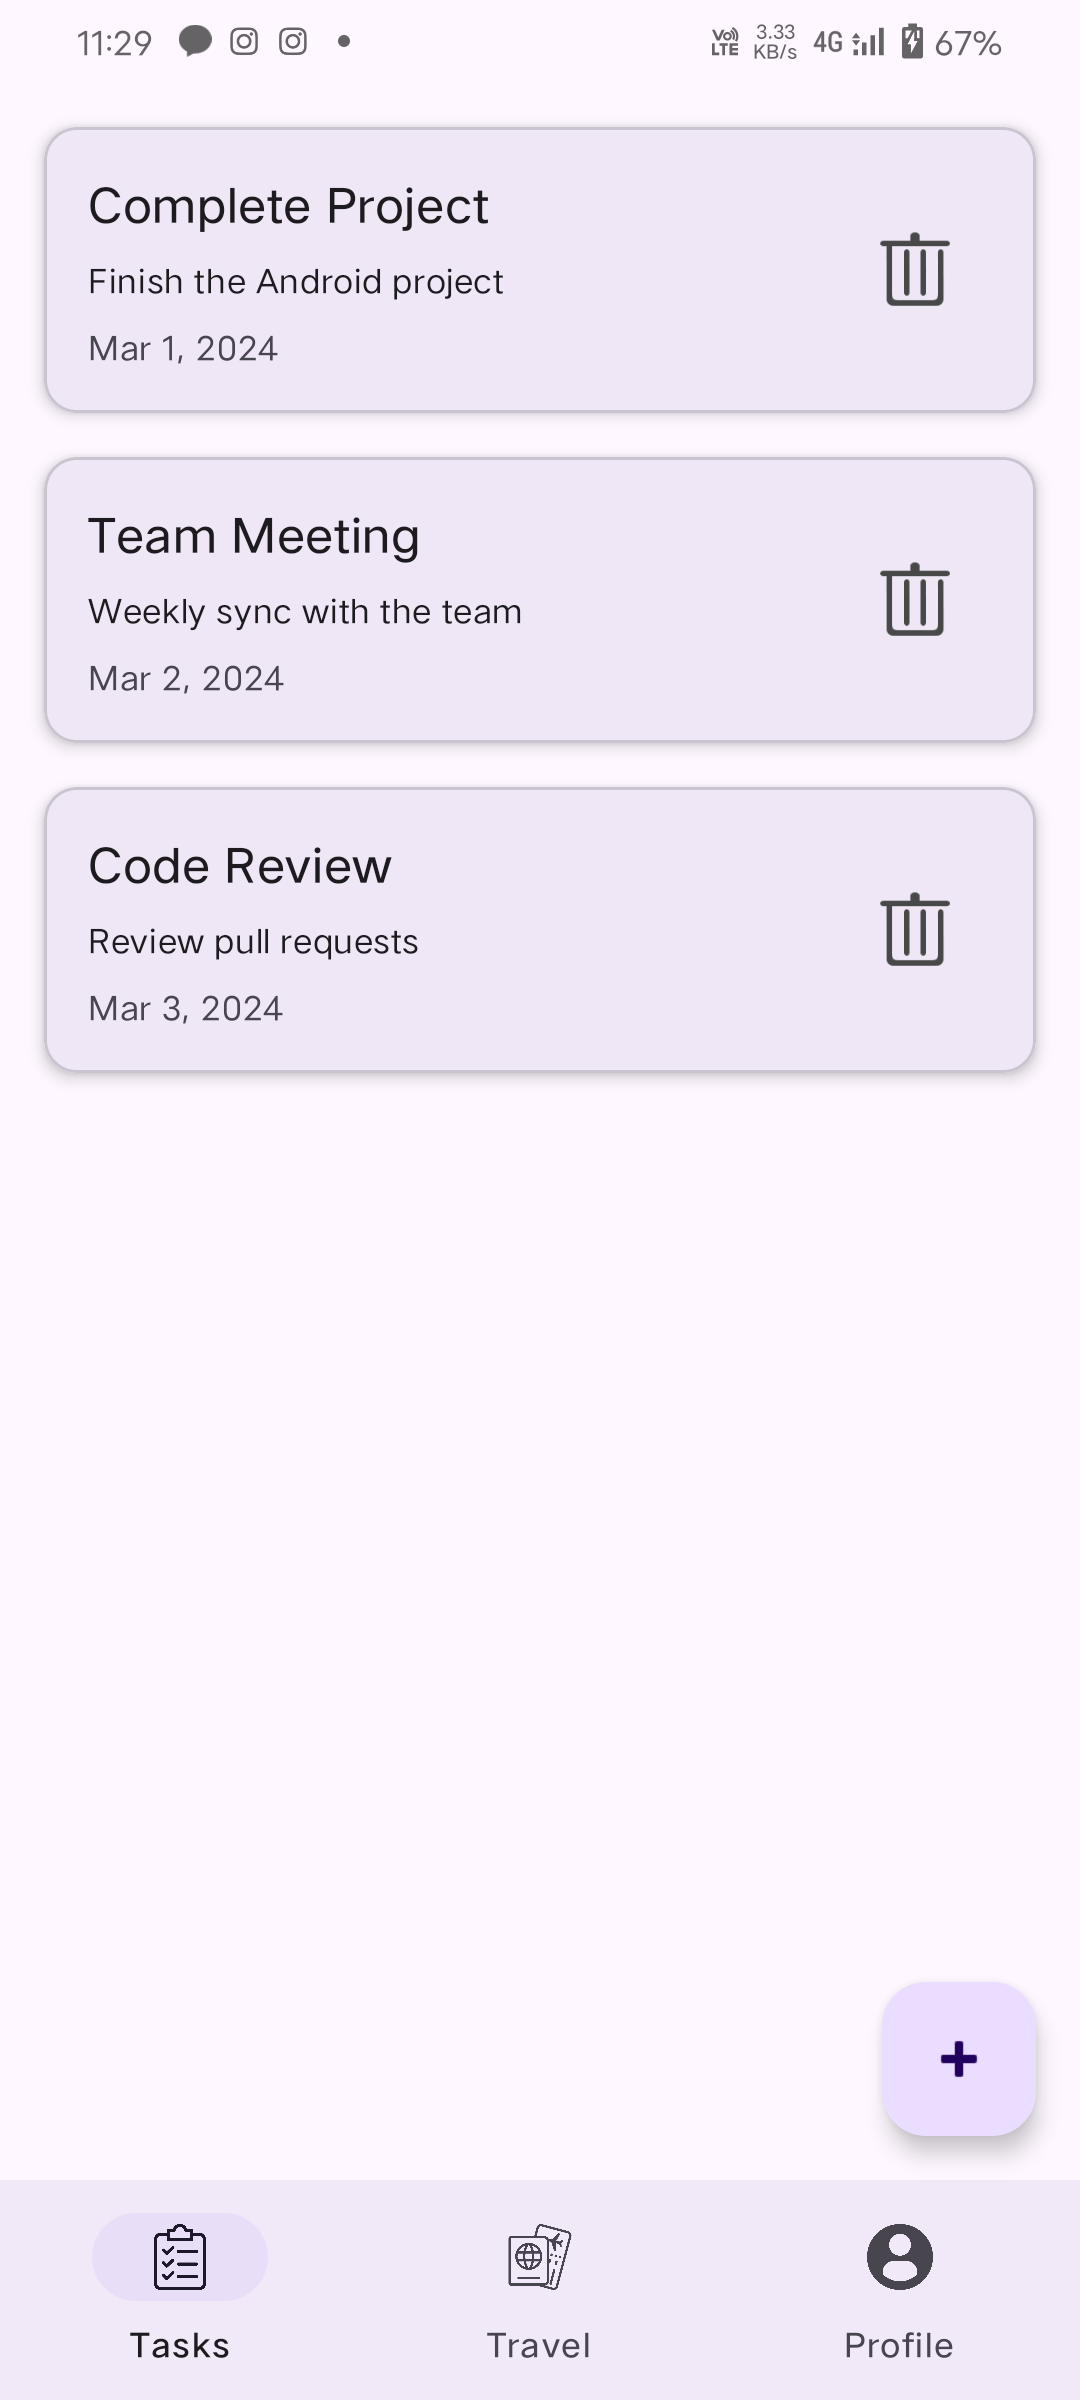 11:29
Vo) LTE 3.33 KB/s 4G 67%
Complete Project
Finish the Android project
Mar 1, 2024
Team Meeting
Weekly sync with the team
Mar 2, 2024
Code Review
Review pull requests
Mar 3, 2024
+
Tasks Travel Profile